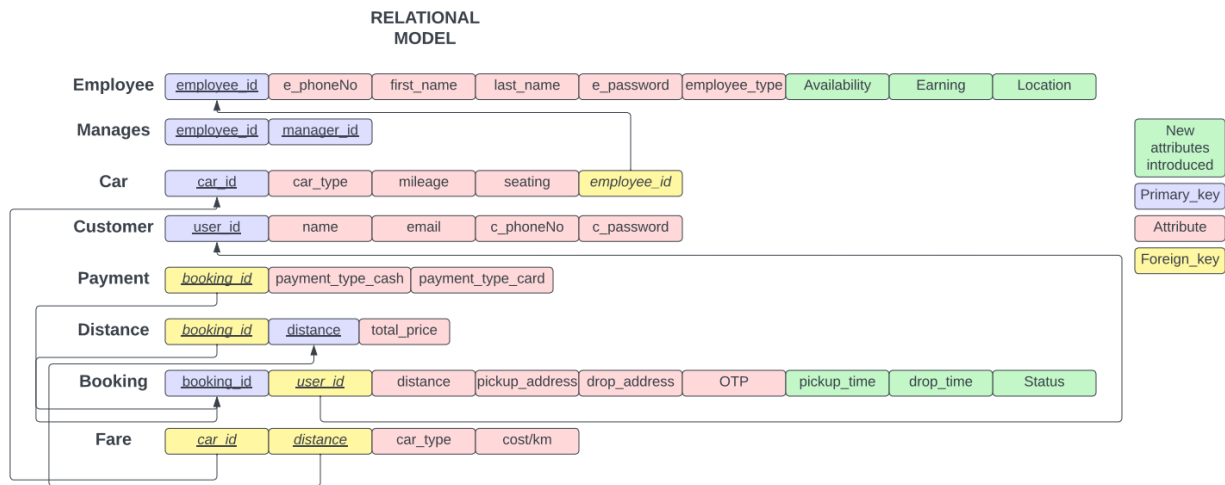 RELATIONAL
MODEL
Employee employee_id e_phoneNo first_name last_name e_password employee_type Availability Earning Location
Manages employee_id manager_id
Car car_id car_type mileage seating employee_id
Customer user_id name email c_phoneNo c_password
Payment booking_id payment_type_cash payment_type_card
Distance booking_id distance total_price
Booking booking_id user_id distance pickup_address drop_address OTP pickup_time drop_time Status
Fare car_id distance car_type cost/km
New
attributes
introduced
Primary_key
Attribute
Foreign_key